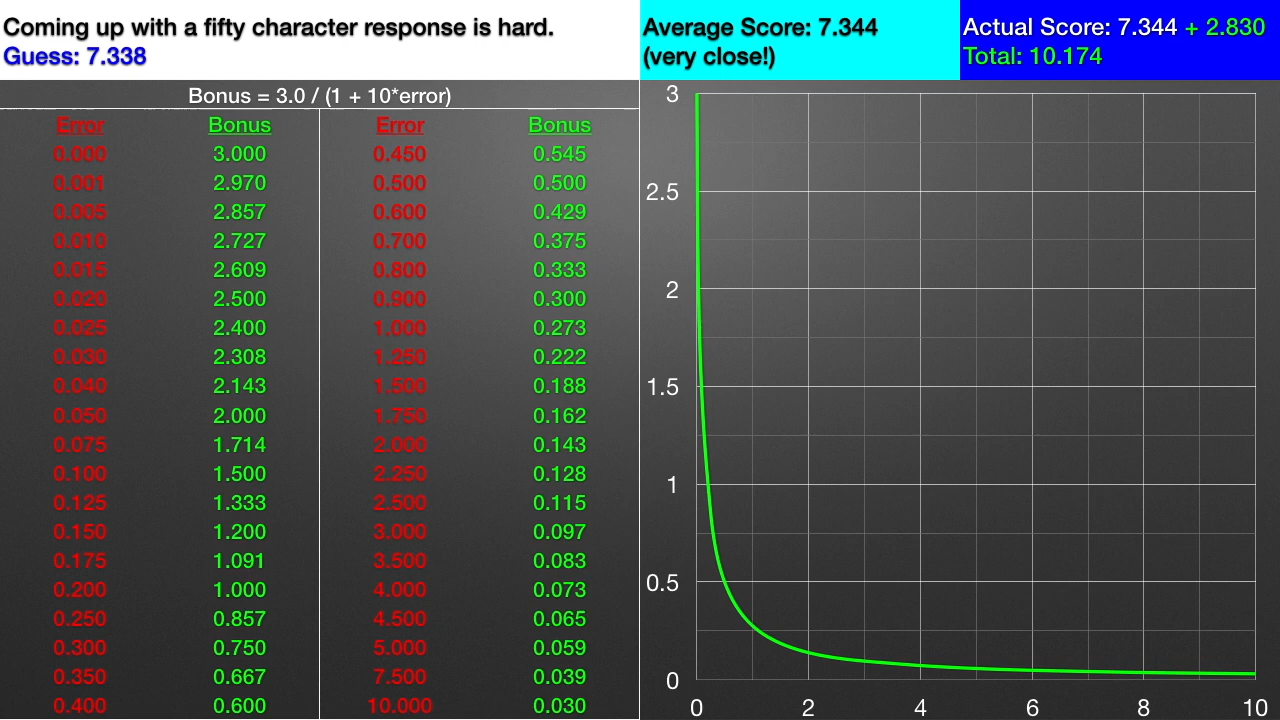 Coming up with a fifty character response is hard.
Guess: 7.338
Average Score: 7.344
(very close!)
Actual Score: 7.344 + 2.830
Total: 10.174
Bonus = 3.0 / (1 + 10*error)
Error Bonus Error Bonus
0.000 3.000 0.450 0.545
0.001 2.970 0.500 0.500
0.005 2.857 0.600 0.429
0.010 2.727 0.700 0.375
0.015 2.609 0.800 0.333
0.020 2.500 0.900 0.300
0.025 2.400 1.000 0.273
0.030 2.308 1.250 0.222
0.040 2.143 1.500 0.188
0.050 2.000 1.750 0.162
0.075 1.714 2.000 0.143
0.100 1.500 2.250 0.128
0.125 1.333 2.500 0.115
0.150 1.200 3.000 0.097
0.175 1.091 3.500 0.083
0.200 1.000 4.000 0.073
0.250 0.857 4.500 0.065
0.300 0.750 5.000 0.059
0.350 0.667 7.500 0.039
0.400 0.600 10.000 0.030
3
2.5
2
1.5
1
0.5
0
0 2 4 6 8 10